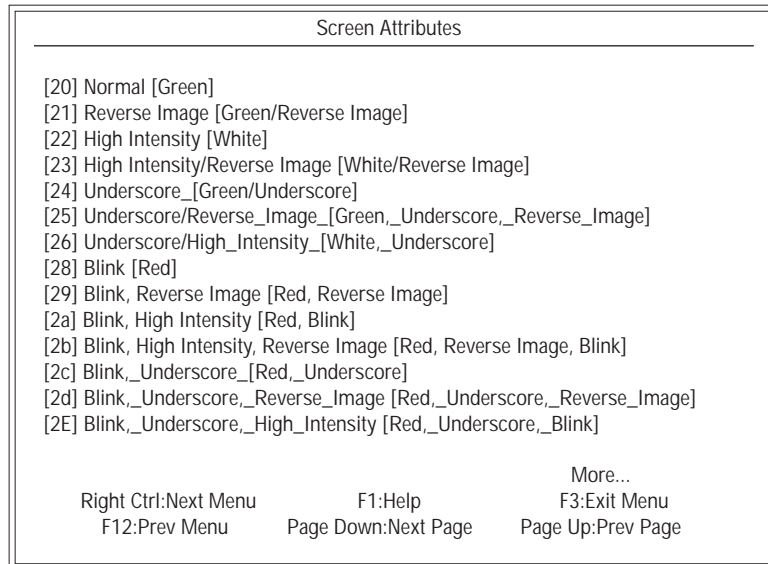 Screen Attributes
[20] Normal [Green]
[21] Reverse Image [Green/Reverse Image]
[22] High Intensity [White]
[23] High Intensity/Reverse Image [White/Reverse Image]
[24] Underscore_[Green/Underscore]
[25] Underscore/Reverse_Image_[Green,_Underscore,_Reverse_Image]
[26] Underscore/High_Intensity_[White,_Underscore]
[28] Blink [Red]
[29] Blink, Reverse Image [Red, Reverse Image]
[2a] Blink, High Intensity [Red, Blink]
[2b] Blink, High Intensity, Reverse Image [Red, Reverse Image, Blink]
[2c] Blink,_Underscore_[Red,_Underscore]
[2d] Blink,_Underscore,_Reverse_Image [Red,_Underscore,_Reverse_Image]
[2E] Blink,_Underscore,_High_Intensity [Red,_Underscore,_Blink]
More...
Right Ctrl:Next Menu F1:Help F3:Exit Menu
F12:Prev Menu Page Down:Next Page Page Up:Prev Page